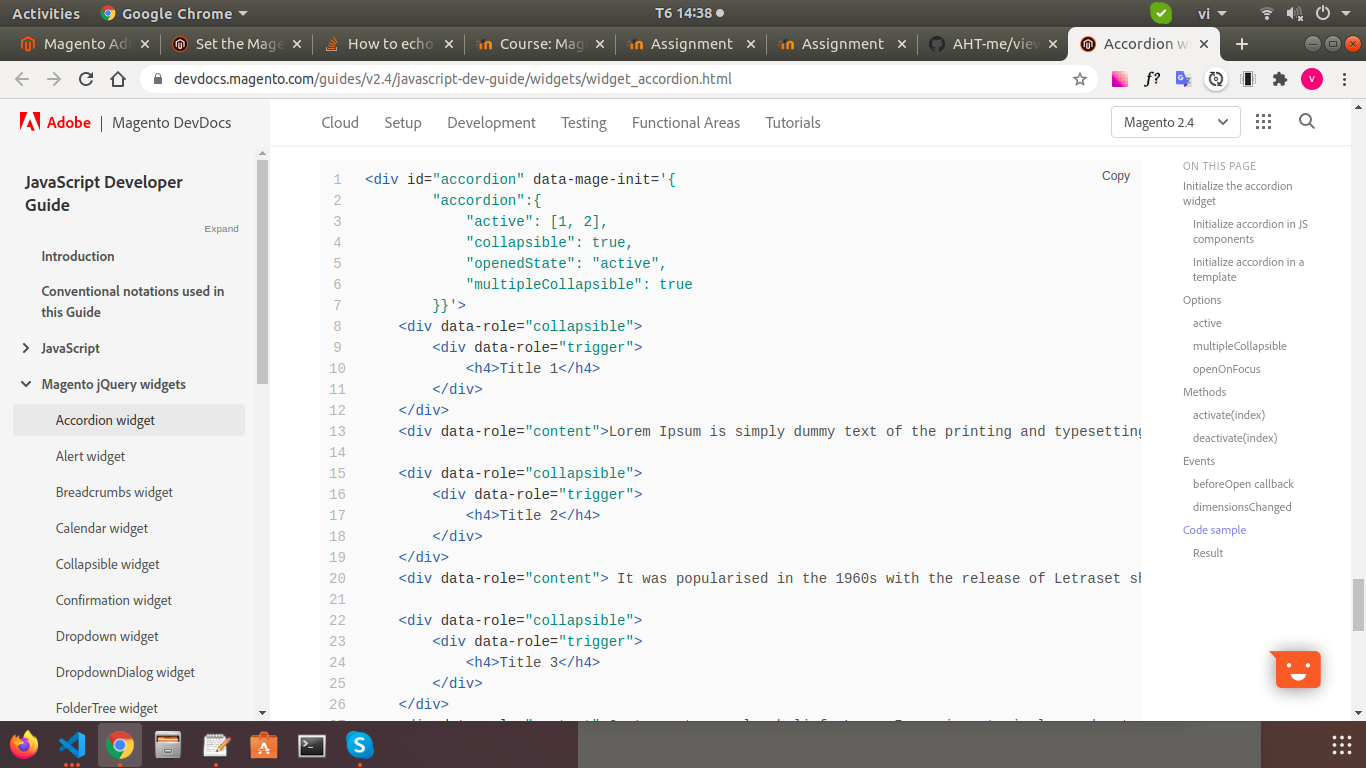 Activities
Google Chrome
T6 14:38
vi
Magento Ad
Set the Mage
How to echo
Course: Mag
Assignment
Assignment
AHT-me/view
Accordion w
devdocs.magento.com/guides/v2.4/javascript-dev-guide/widgets/widget_accordion.html
f?
V
Adobe | Magento DevDocs
Cloud
Setup
Development
Testing
Functional Areas
Tutorials
Magento 2.4
JavaScript Developer
Guide
Expand
Introduction
Conventional notations used in
this Guide
JavaScript
Magento jQuery widgets
Accordion widget
Alert widget
Breadcrumbs widget
Calendar widget
Collapsible widget
Confirmation widget
Dropdown widget
DropdownDialog widget
FolderTree widget
Copy
1 <div id="accordion" data-mage-init='{
2 "accordion":{
3 "active": [1, 2],
4 "collapsible": true,
5 "openedState": "active",
6 "multipleCollapsible": true
7 }}'>
8 <div data-role="collapsible">
9 <div data-role="trigger">
10 <h4>Title 1</h4>
11 </div>
12 </div>
13 <div data-role="content">Lorem Ipsum is simply dummy text of the printing and typesetting
14
15 <div data-role="collapsible">
16 <div data-role="trigger">
17 <h4>Title 2</h4>
18 </div>
19 </div>
20 <div data-role="content"> It was popularised in the 1960s with the release of Letraset sh
21
22 <div data-role="collapsible">
23 <div data-role="trigger">
24 <h4>Title 3</h4>
25 </div>
26 </div>
ON THIS PAGE
Initialize the accordion
widget
Initialize accordion in JS
components
Initialize accordion in a
template
Options
active
multipleCollapsible
openOnFocus
Methods
activate(index)
deactivate(index)
Events
beforeOpen callback
dimensionsChanged
Code sample
Result